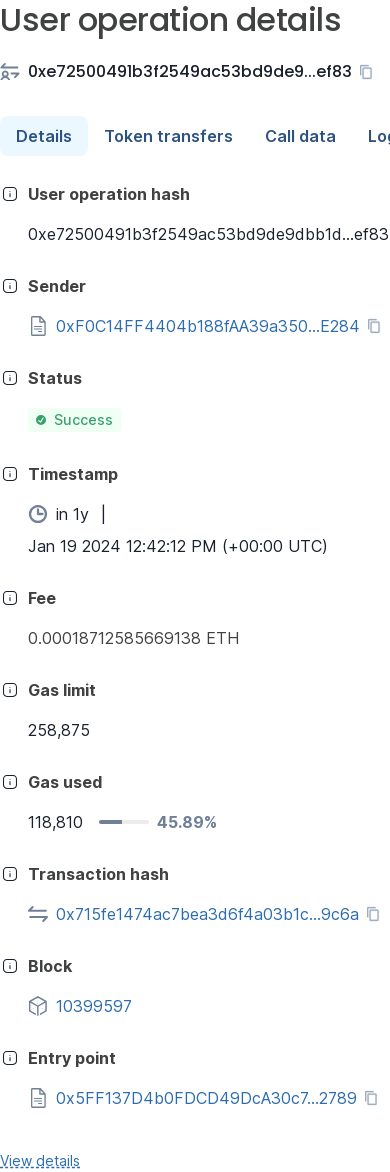 User operation details
0xe72500491b3f2549ac53bd9de9...ef83
Details Token transfers Call data Log
User operation hash
0xe72500491b3f2549ac53bd9de9dbb1d...ef83
Sender
0xF0C14FF4404b188fAA39a350...E284
Status
Success
Timestamp
in 1y |
Jan 19 2024 12:42:12 PM (+00:00 UTC)
Fee
0.00018712585669138 ETH
Gas limit
258,875
Gas used
118,810 45.89%
Transaction hash
0x715fe1474ac7bea3d6f4a03b1c...9c6a
Block
10399597
Entry point
0x5FF137D4b0FDCD49DcA30c7...2789
View details